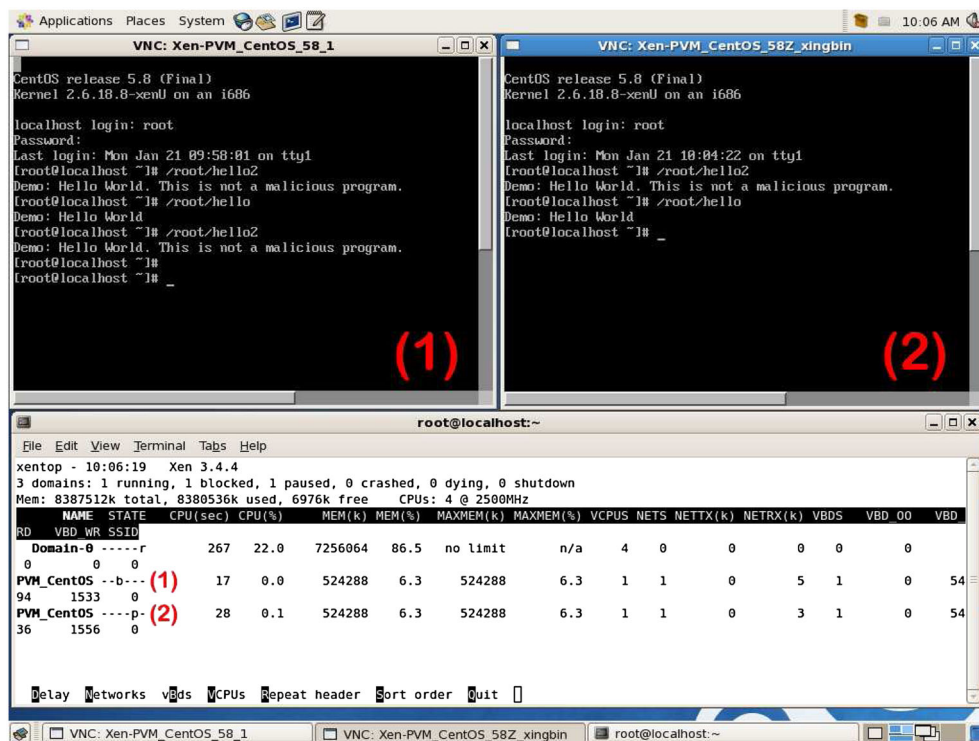 Applications Places System 10:06 AM
VNC: Xen-PVM_CentOS_58_1
CentOS release 5.8 (Final)
Kernel 2.6.18.8-xenU on an i686
localhost login: root
Password:
Last login: Mon Jan 21 09:58:01 on tty1
[root@localhost ~]# /root/hello2
Demo: Hello World. This is not a malicious program.
[root@localhost ~]# /root/hello
Demo: Hello World
[root@localhost ~]# /root/hello2
Demo: Hello World. This is not a malicious program.
[root@localhost ~]#
[root@localhost ~]# _
(1)
VNC: Xen-PVM_CentOS_58Z_xingbin
CentOS release 5.8 (Final)
Kernel 2.6.18.8-xenU on an i686
localhost login: root
Password:
Last login: Mon Jan 21 10:04:22 on tty1
[root@localhost ~]# /root/hello2
Demo: Hello World. This is not a malicious program.
[root@localhost ~]# /root/hello
Demo: Hello World
[root@localhost ~]# _
(2)
root@localhost:~
File Edit View Terminal Tabs Help
xentop - 10:06:19 Xen 3.4.4
3 domains: 1 running, 1 blocked, 1 paused, 0 crashed, 0 dying, 0 shutdown
Mem: 8387512k total, 8380536k used, 6976k free CPUs: 4 @ 2500MHz
NAME STATE CPU(sec) CPU(%) MEM(k) MEM(%) MAXMEM(k) MAXMEM(%) VCPUS NETS NETTX(k) NETRX(k) VBDS VBD_OO VBD_
RD VBD_WR SSID
Domain-0 -----r 267 22.0 7256064 86.5 no limit n/a 4 0 0 0 0 0
0 0 0
PVM_CentOS --b--- (1) 17 0.0 524288 6.3 524288 6.3 1 1 0 5 1 0 54
94 1533 0
PVM_CentOS ----p- (2) 28 0.1 524288 6.3 524288 6.3 1 1 0 3 1 0 54
36 1556 0
Delay Networks vBds VCPUs Repeat header Sort order Quit
VNC: Xen-PVM_CentOS_58_1 VNC: Xen-PVM_CentOS_58Z_xingbin root@localhost:~